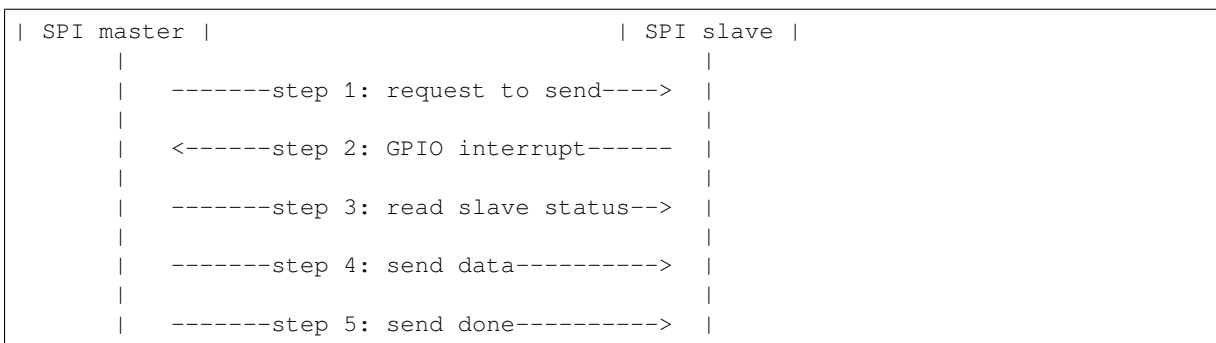 | SPI master |                                 | SPI slave |
       |                                              |
       |   -------step 1: request to send---->   |
       |                                              |
       |   <------step 2: GPIO interrupt------   |
       |                                              |
       |   -------step 3: read slave status-->   |
       |                                              |
       |   -------step 4: send data---------->   |
       |                                              |
       |   -------step 5: send done---------->   |